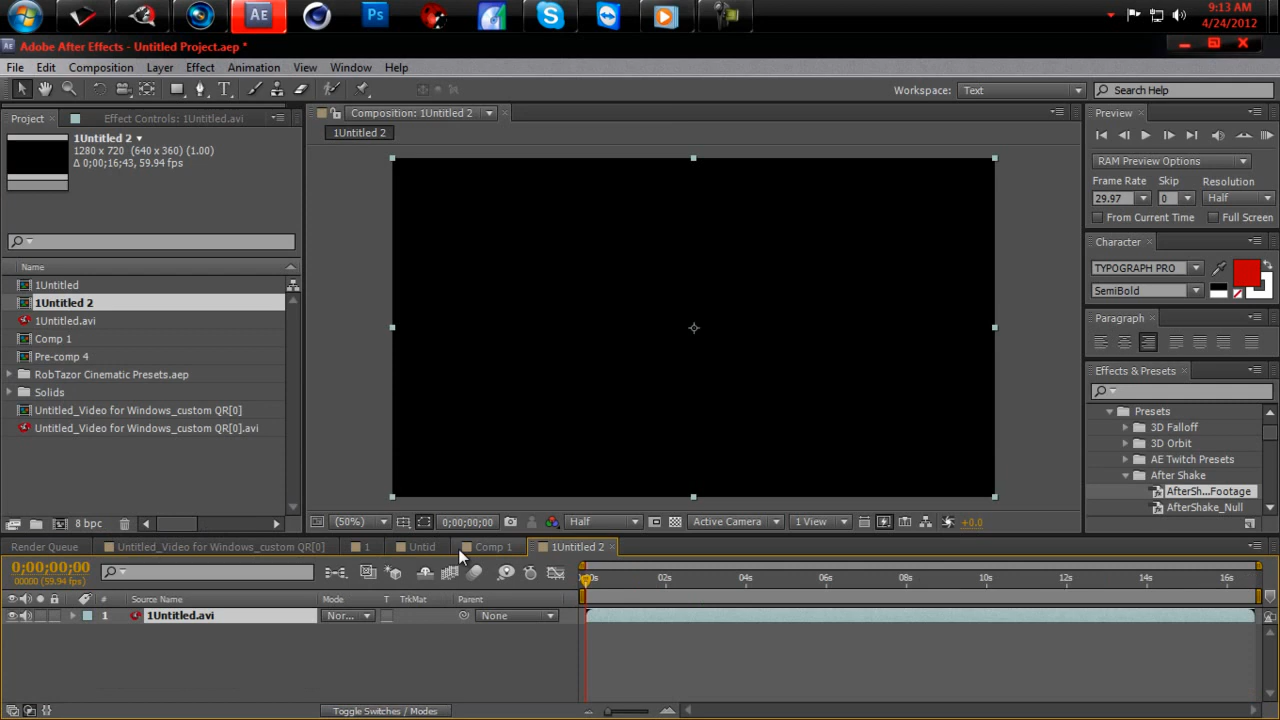 9:13 AM
4/24/2012
Adobe After Effects - Untitled Project.aep *
File Edit Composition Layer Effect Animation View Window Help
Workspace: Text Search Help
Project Effect Controls: 1Untitled.avi
Composition: 1Untitled 2
Preview
1Untitled 2
1280 x 720 (640 x 360) (1.00)
Δ 0;00;16;43, 59.94 fps
1Untitled 2
RAM Preview Options
Frame Rate Skip Resolution
29.97 0 Half
From Current Time Full Screen
Character
TYPOGRAPH PRO
SemiBold
Paragraph
Effects & Presets
Presets
3D Falloff
3D Orbit
AE Twitch Presets
After Shake
AfterSh...Footage
AfterShake_Null
Name
1Untitled
1Untitled 2
1Untitled.avi
Comp 1
Pre-comp 4
RobTazor Cinematic Presets.aep
Solids
Untitled_Video for Windows_custom QR[0]
Untitled_Video for Windows_custom QR[0].avi
8 bpc
(50%) 0;00;00;00 Half Active Camera 1 View +0.0
Render Queue Untitled_Video for Windows_custom QR[0] 1 Untid Comp 1 1Untitled 2
0;00;00;00
00000 (59.94 fps)
02s 04s 06s 08s 10s 12s 14s 16s
# Source Name Mode T TrkMat Parent
1 1Untitled.avi Nor... None
Toggle Switches / Modes